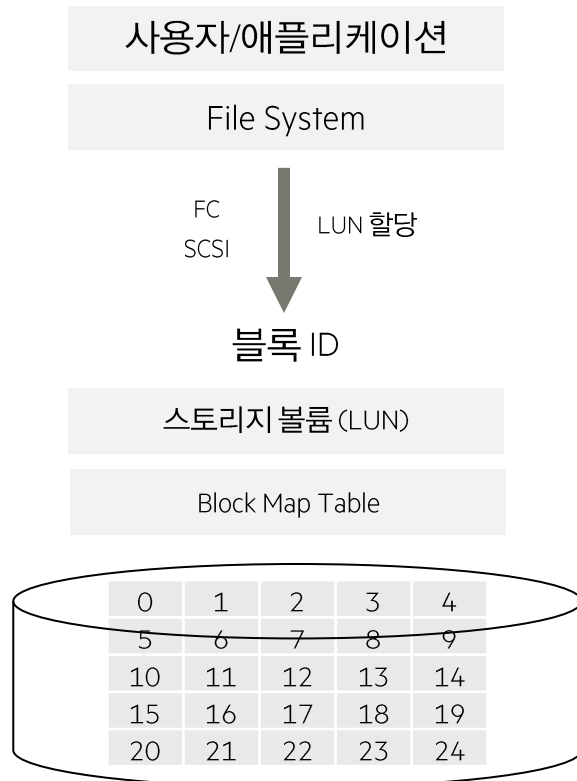 사용자/애플리케이션
File System
FC
SCSI
LUN 할당
블록 ID
스토리지 볼륨 (LUN)
Block Map Table
0 1 2 3 4
5 6 7 8 9
10 11 12 13 14
15 16 17 18 19
20 21 22 23 24